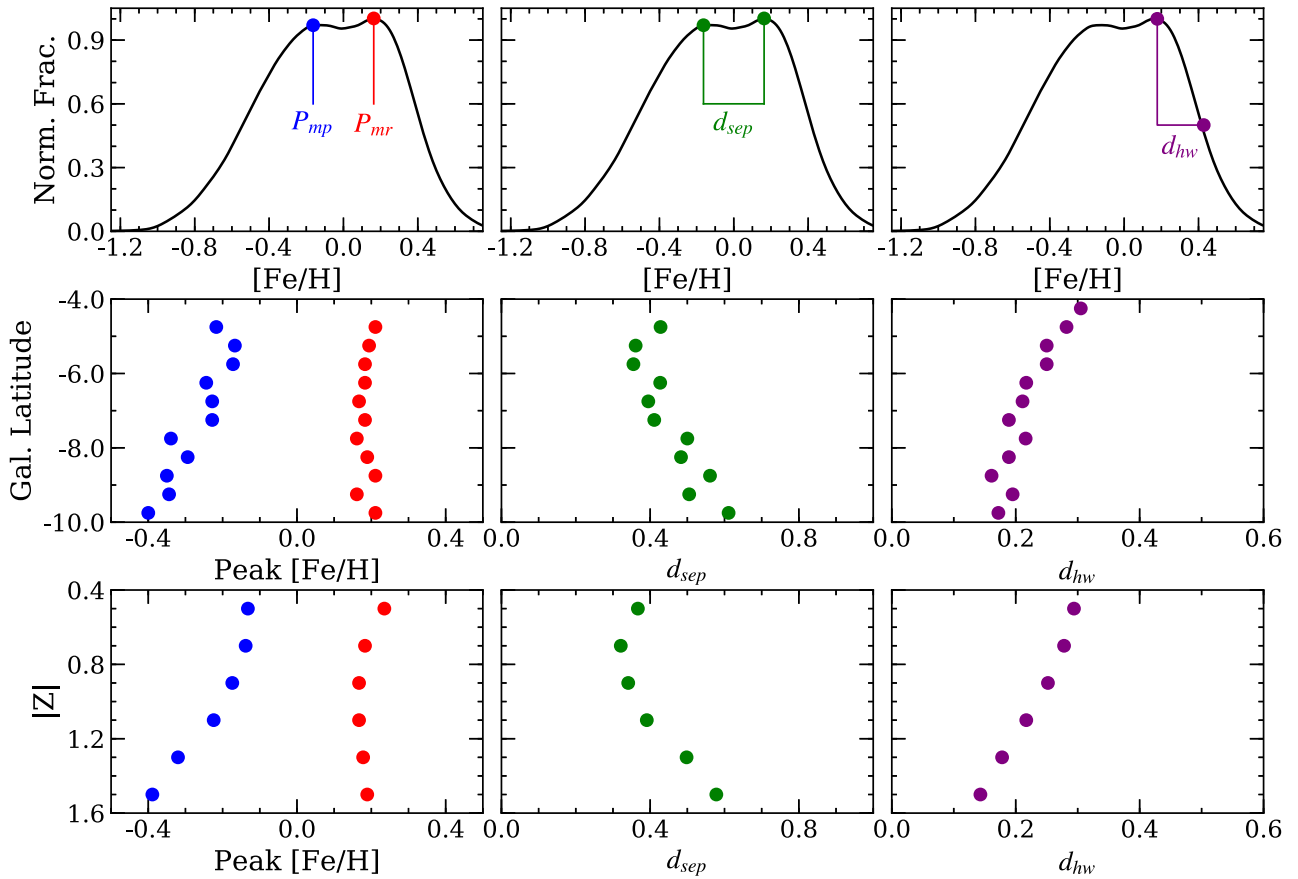 Norm. Frac.
0.9
0.6
0.3
0.0
P_mp
P_mr
d_sep
d_hw
-1.2 -0.8 -0.4 0.0 0.4
-1.2 -0.8 -0.4 0.0 0.4
-1.2 -0.8 -0.4 0.0 0.4
[Fe/H]
[Fe/H]
[Fe/H]
Gal. Latitude
-4.0
-6.0
-8.0
-10.0
-0.4 0.0 0.4
0.0 0.4 0.8
0.0 0.2 0.4 0.6
Peak [Fe/H]
d_sep
d_hw
|Z|
0.4
0.8
1.2
1.6
-0.4 0.0 0.4
0.0 0.4 0.8
0.0 0.2 0.4 0.6
Peak [Fe/H]
d_sep
d_hw